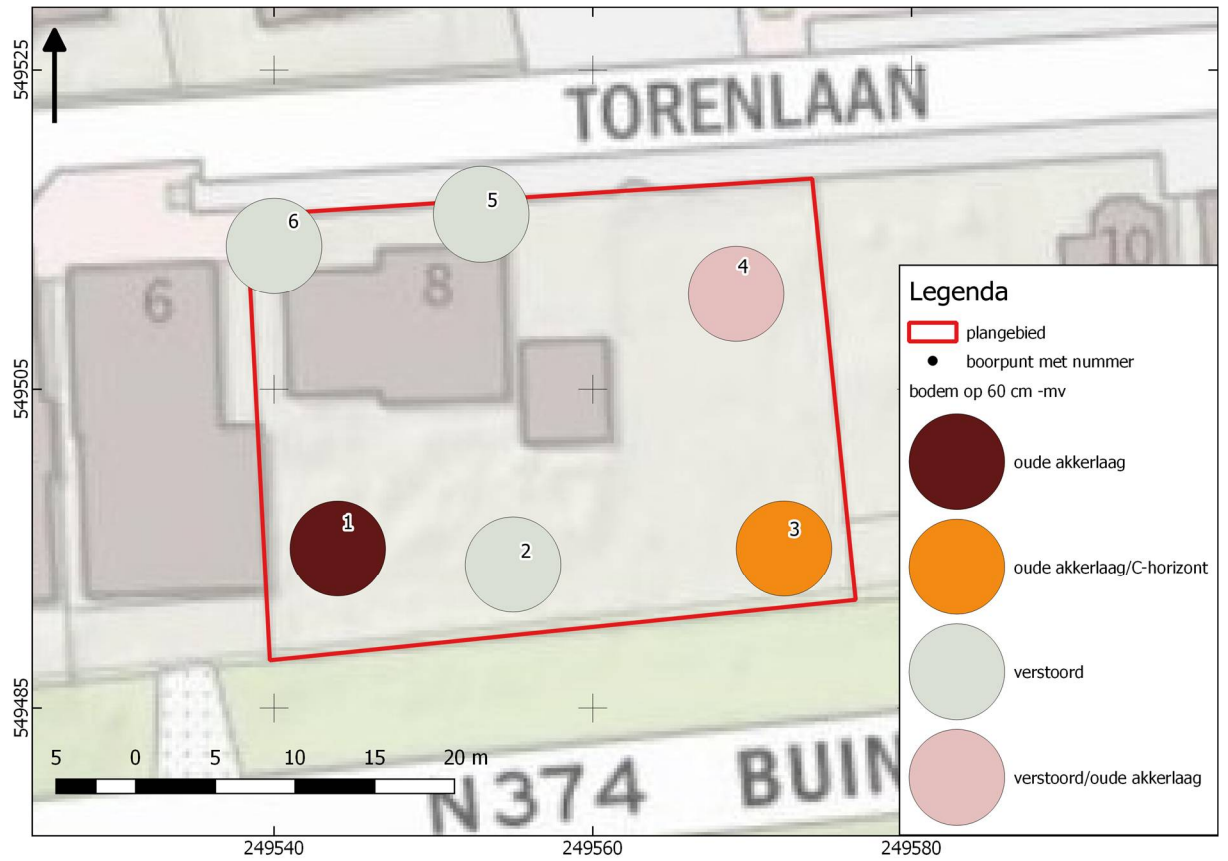 549525
549505
549485
TORENLAAN
5
6
4
8
6
10
1
2
3
5 0 5 10 15 20 m
N374 BUIN
249540 249560 249580
Legenda
plangebied
boorpunt met nummer
bodem op 60 cm -mv
oude akkerlaag
oude akkerlaag/C-horizont
verstoord
verstoord/oude akkerlaag